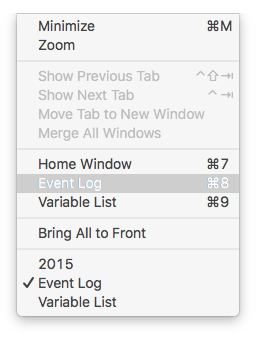 Minimize ⌘M
Zoom
Show Previous Tab ⌃⇧⇥
Show Next Tab ⌃⇥
Move Tab to New Window
Merge All Windows
Home Window ⌘7
Event Log ⌘8
Variable List ⌘9
Bring All to Front
2015
✓ Event Log
Variable List